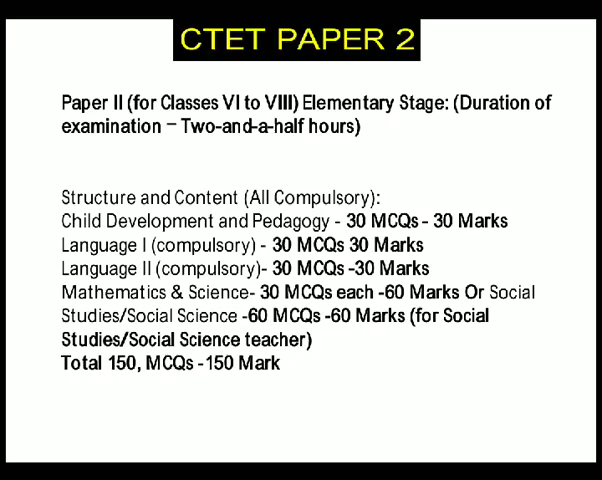 CTET PAPER 2
Paper II (for Classes VI to VIII) Elementary Stage: (Duration of
examination – Two-and-a-half hours)
Structure and Content (All Compulsory):
Child Development and Pedagogy - 30 MCQs - 30 Marks
Language I (compulsory) - 30 MCQs 30 Marks
Language II (compulsory)- 30 MCQs -30 Marks
Mathematics & Science- 30 MCQs each -60 Marks Or Social
Studies/Social Science -60 MCQs -60 Marks (for Social
Studies/Social Science teacher)
Total 150, MCQs -150 Mark